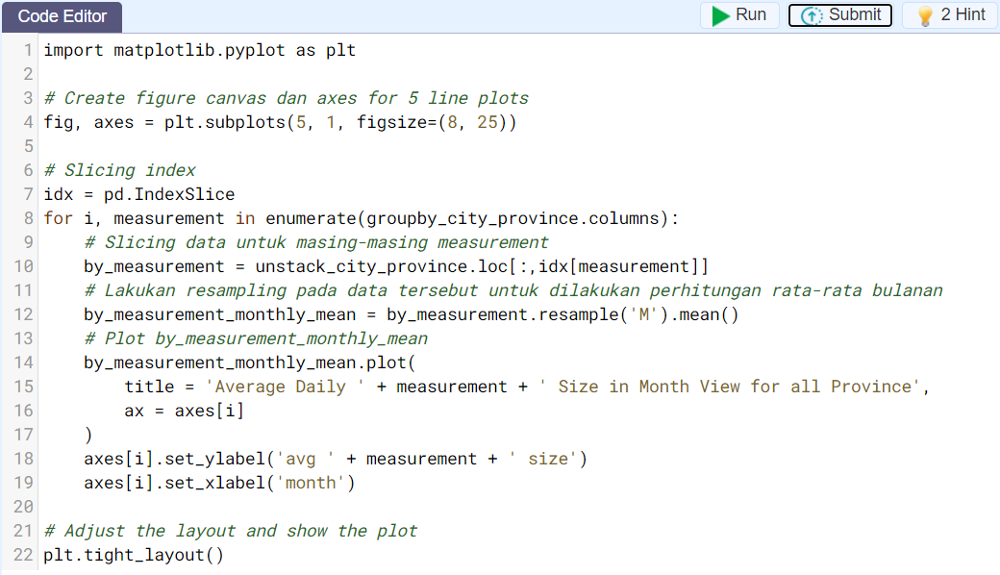 Code Editor
Run
Submit
2 Hint
1 import matplotlib.pyplot as plt
2
3 # Create figure canvas dan axes for 5 line plots
4 fig, axes = plt.subplots(5, 1, figsize=(8, 25))
5
6 # Slicing index
7 idx = pd.IndexSlice
8 for i, measurement in enumerate(groupby_city_province.columns):
9     # Slicing data untuk masing-masing measurement
10     by_measurement = unstack_city_province.loc[:,idx[measurement]]
11     # Lakukan resampling pada data tersebut untuk dilakukan perhitungan rata-rata bulanan
12     by_measurement_monthly_mean = by_measurement.resample('M').mean()
13     # Plot by_measurement_monthly_mean
14     by_measurement_monthly_mean.plot(
15         title = 'Average Daily ' + measurement + ' Size in Month View for all Province',
16         ax = axes[i]
17     )
18     axes[i].set_ylabel('avg ' + measurement + ' size')
19     axes[i].set_xlabel('month')
20
21 # Adjust the layout and show the plot
22 plt.tight_layout()